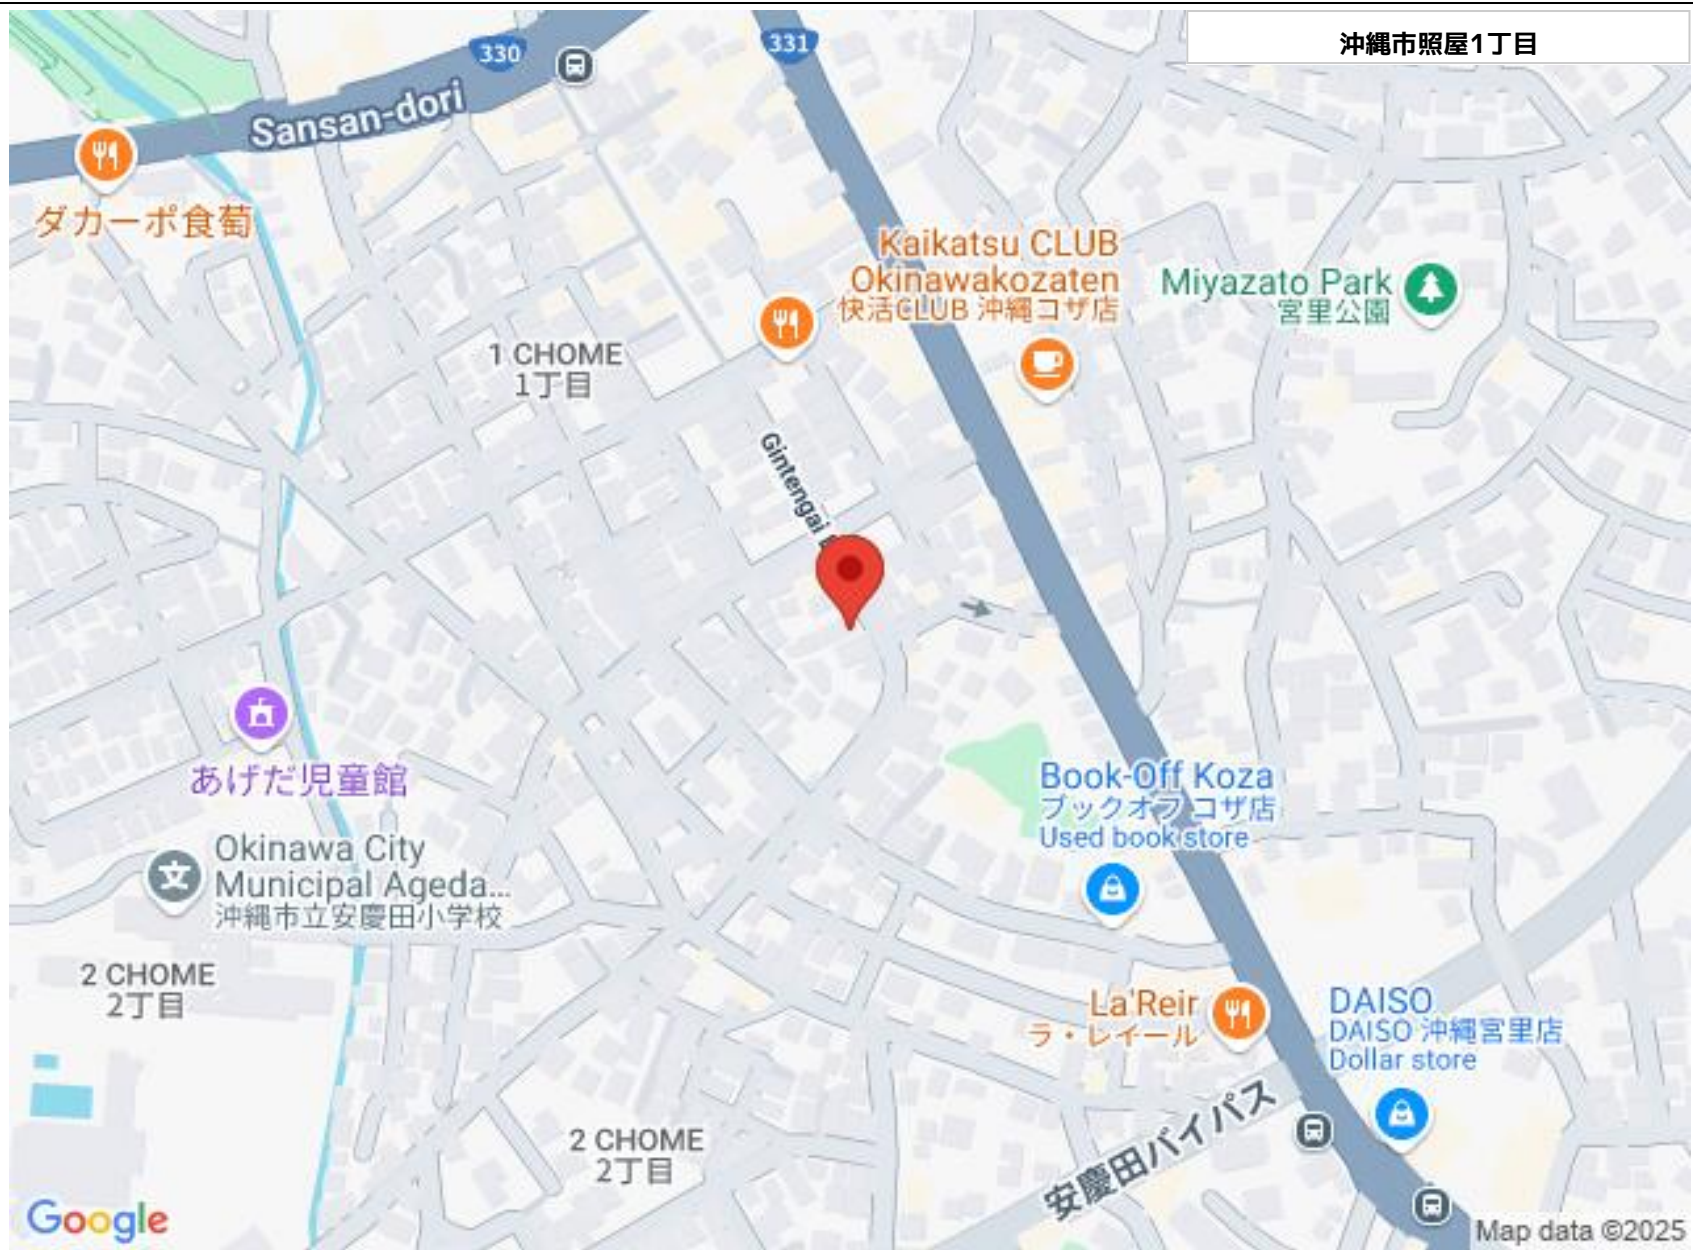 沖縄市照屋1丁目
330
331
Sansan-dori
ダカーポ食萄
Kaikatsu CLUB
Okinawakozaten
快活CLUB 沖縄コザ店
Miyazato Park
宮里公園
1 CHOME
1丁目
Gintengai
あげだ児童館
Book-Off Koza
ブックオフ コザ店
Used book store
Okinawa City
Municipal Ageda...
沖縄市立安慶田小学校
文
2 CHOME
2丁目
La'Reir
ラ・レイール
DAISO
DAISO 沖縄宮里店
Dollar store
安慶田バイパス
2 CHOME
2丁目
Google
Map data ©2025